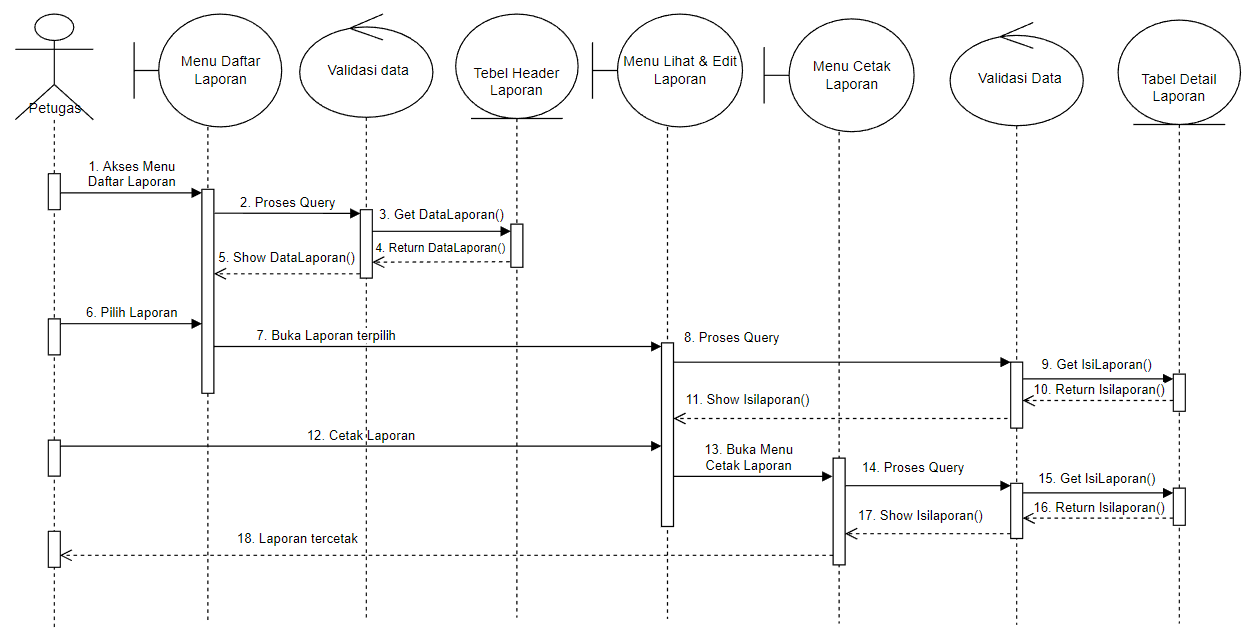 Petugas
Menu Daftar
Laporan
Validasi data
Tebel Header
Laporan
Menu Lihat & Edit
Laporan
Menu Cetak
Laporan
Validasi Data
Tabel Detail
Laporan
1. Akses Menu
Daftar Laporan
2. Proses Query
3. Get DataLaporan()
4. Return DataLaporan()
5. Show DataLaporan()
6. Pilih Laporan
7. Buka Laporan terpilih
8. Proses Query
9. Get IsiLaporan()
10. Return Isilaporan()
11. Show Isilaporan()
12. Cetak Laporan
13. Buka Menu
Cetak Laporan
14. Proses Query
15. Get IsiLaporan()
16. Return Isilaporan()
17. Show Isilaporan()
18. Laporan tercetak